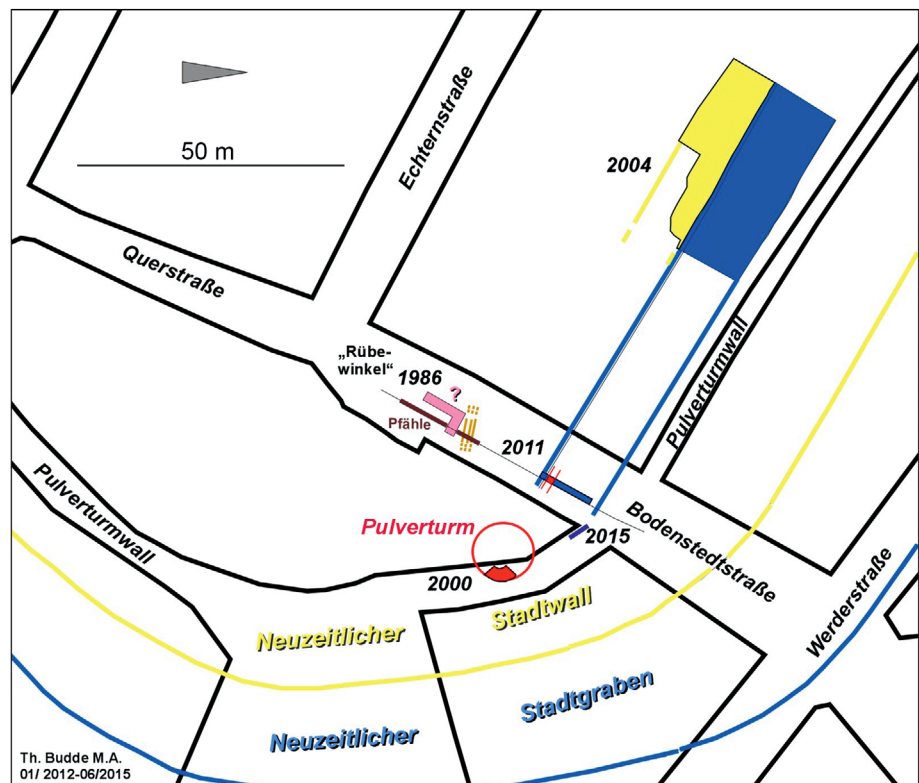 50 m
Echternstraße
2004
Querstraße
„Rübe-
winkel“
1986
?
Pfähle
2011
Pulverturmwall
Pulverturmwall
Pulverturm
2015
Bodenstedtstraße
2000
Stadtwall
Neuzeitlicher
Werderstraße
Stadtgraben
Neuzeitlicher
Th. Budde M.A.
01/ 2012-06/2015